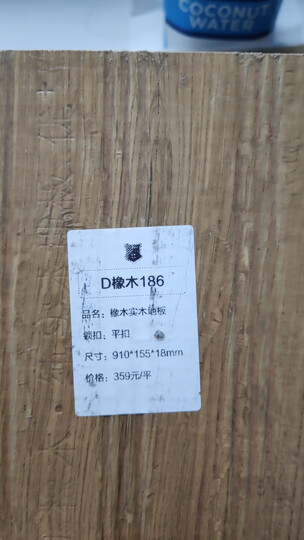 COCONUT
WATER
D橡木186
品名：橡木实木地板
锁扣：平扣
尺寸：910*155*18mm
价格：359元/平